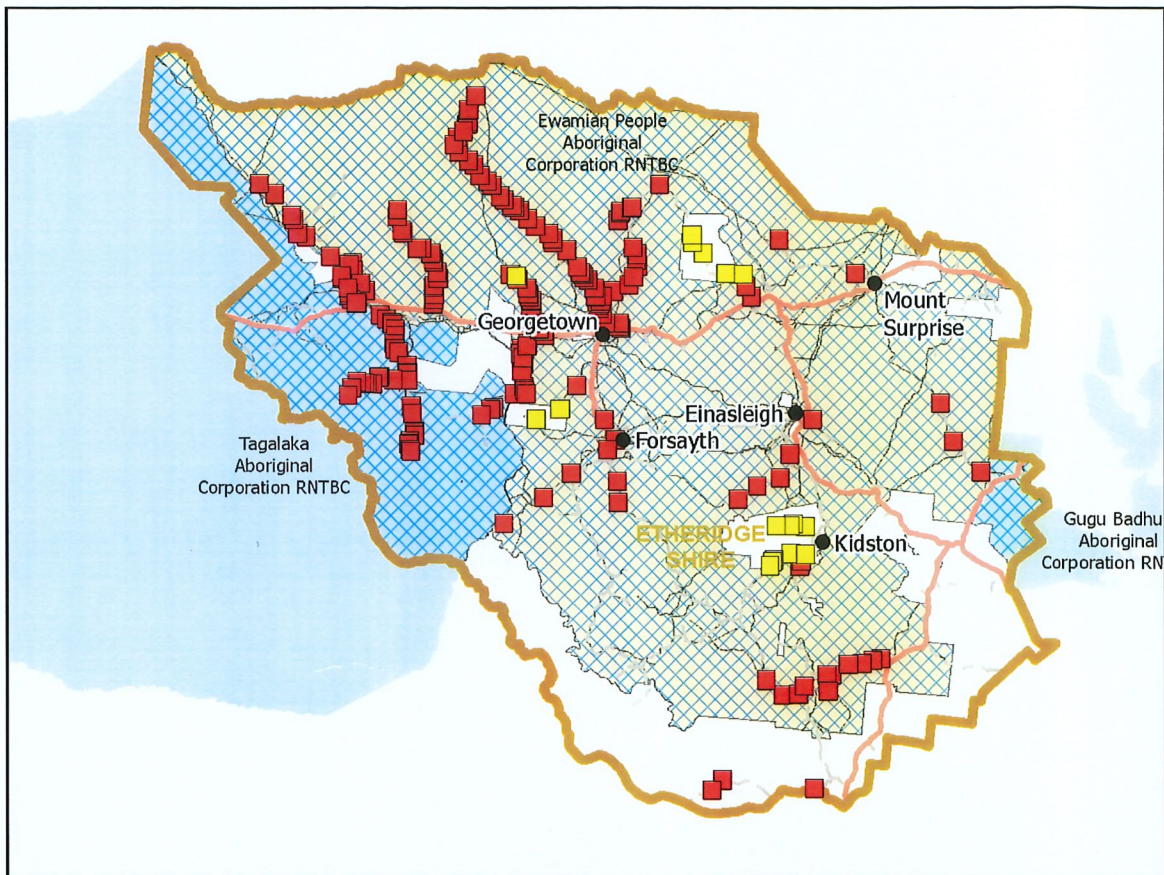 Ewamian People
Aboriginal
Corporation RNTBC
Georgetown
Mount
Surprise
Einasleigh
Forsayth
Tagalaka
Aboriginal
Corporation RNTBC
ETHERIDGE
SHIRE
Kidston
Gugu Badhu
Aboriginal
Corporation RN